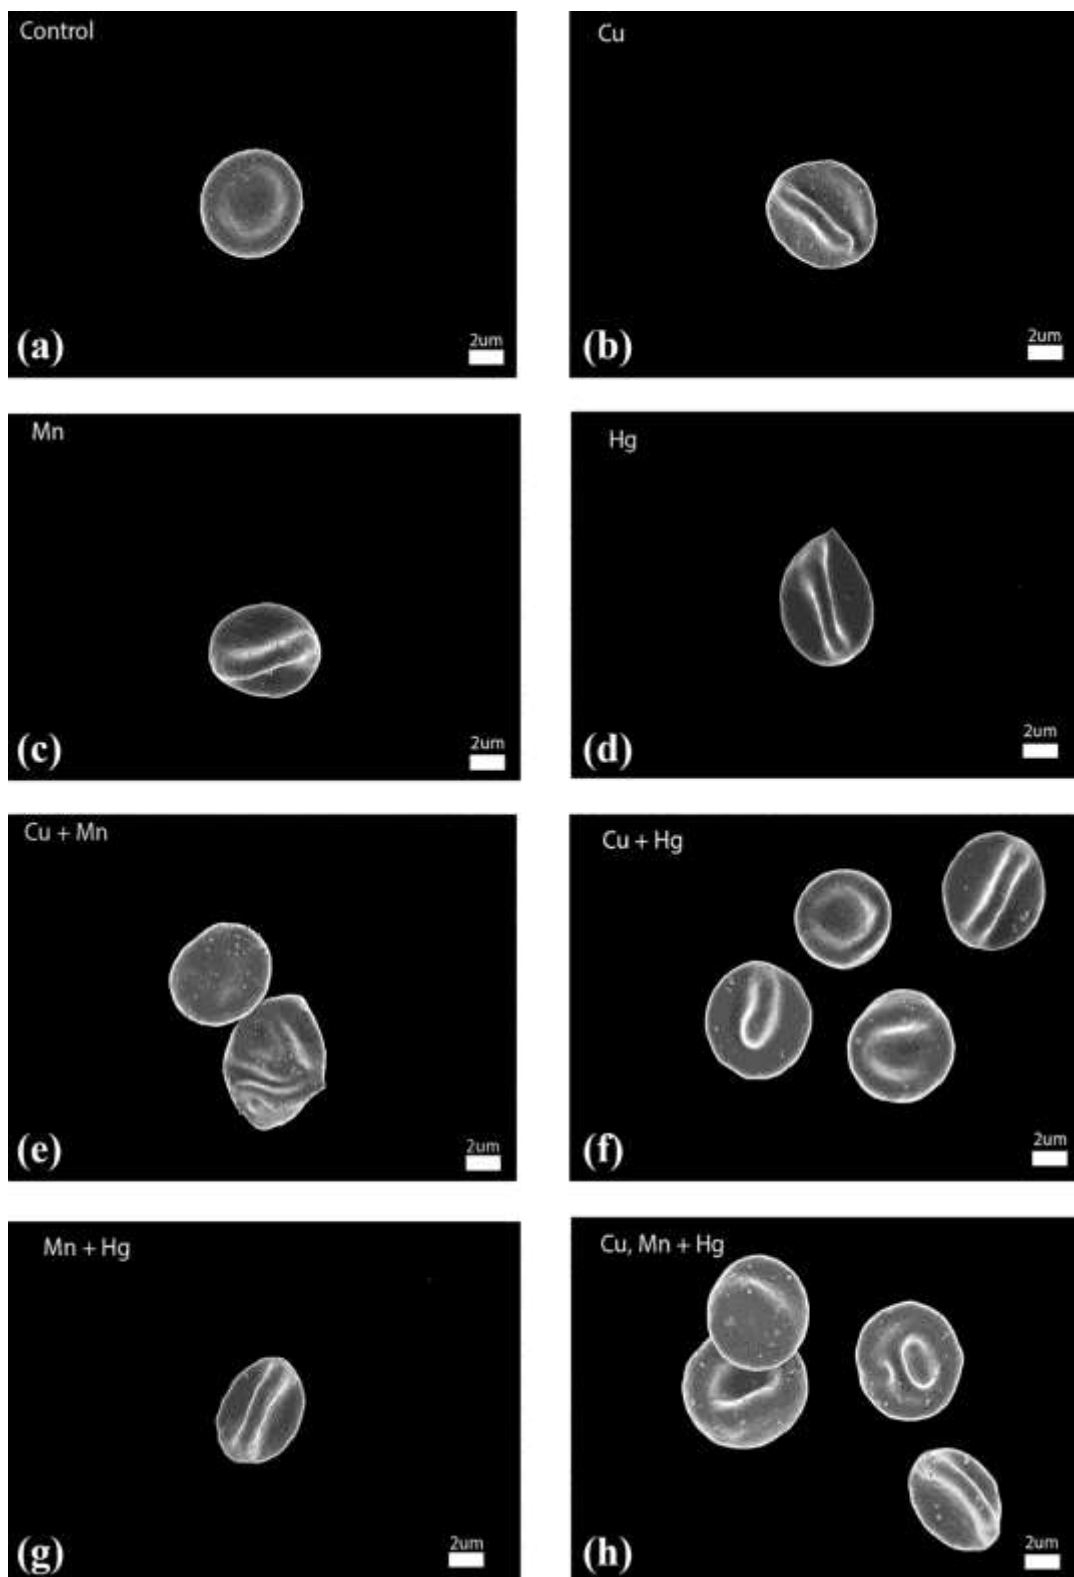 Control
2um
(a)
Cu
2um
(b)
Mn
2um
(c)
Hg
2um
(d)
Cu + Mn
2um
(e)
Cu + Hg
2um
(f)
Mn + Hg
2um
(g)
Cu, Mn + Hg
2um
(h)